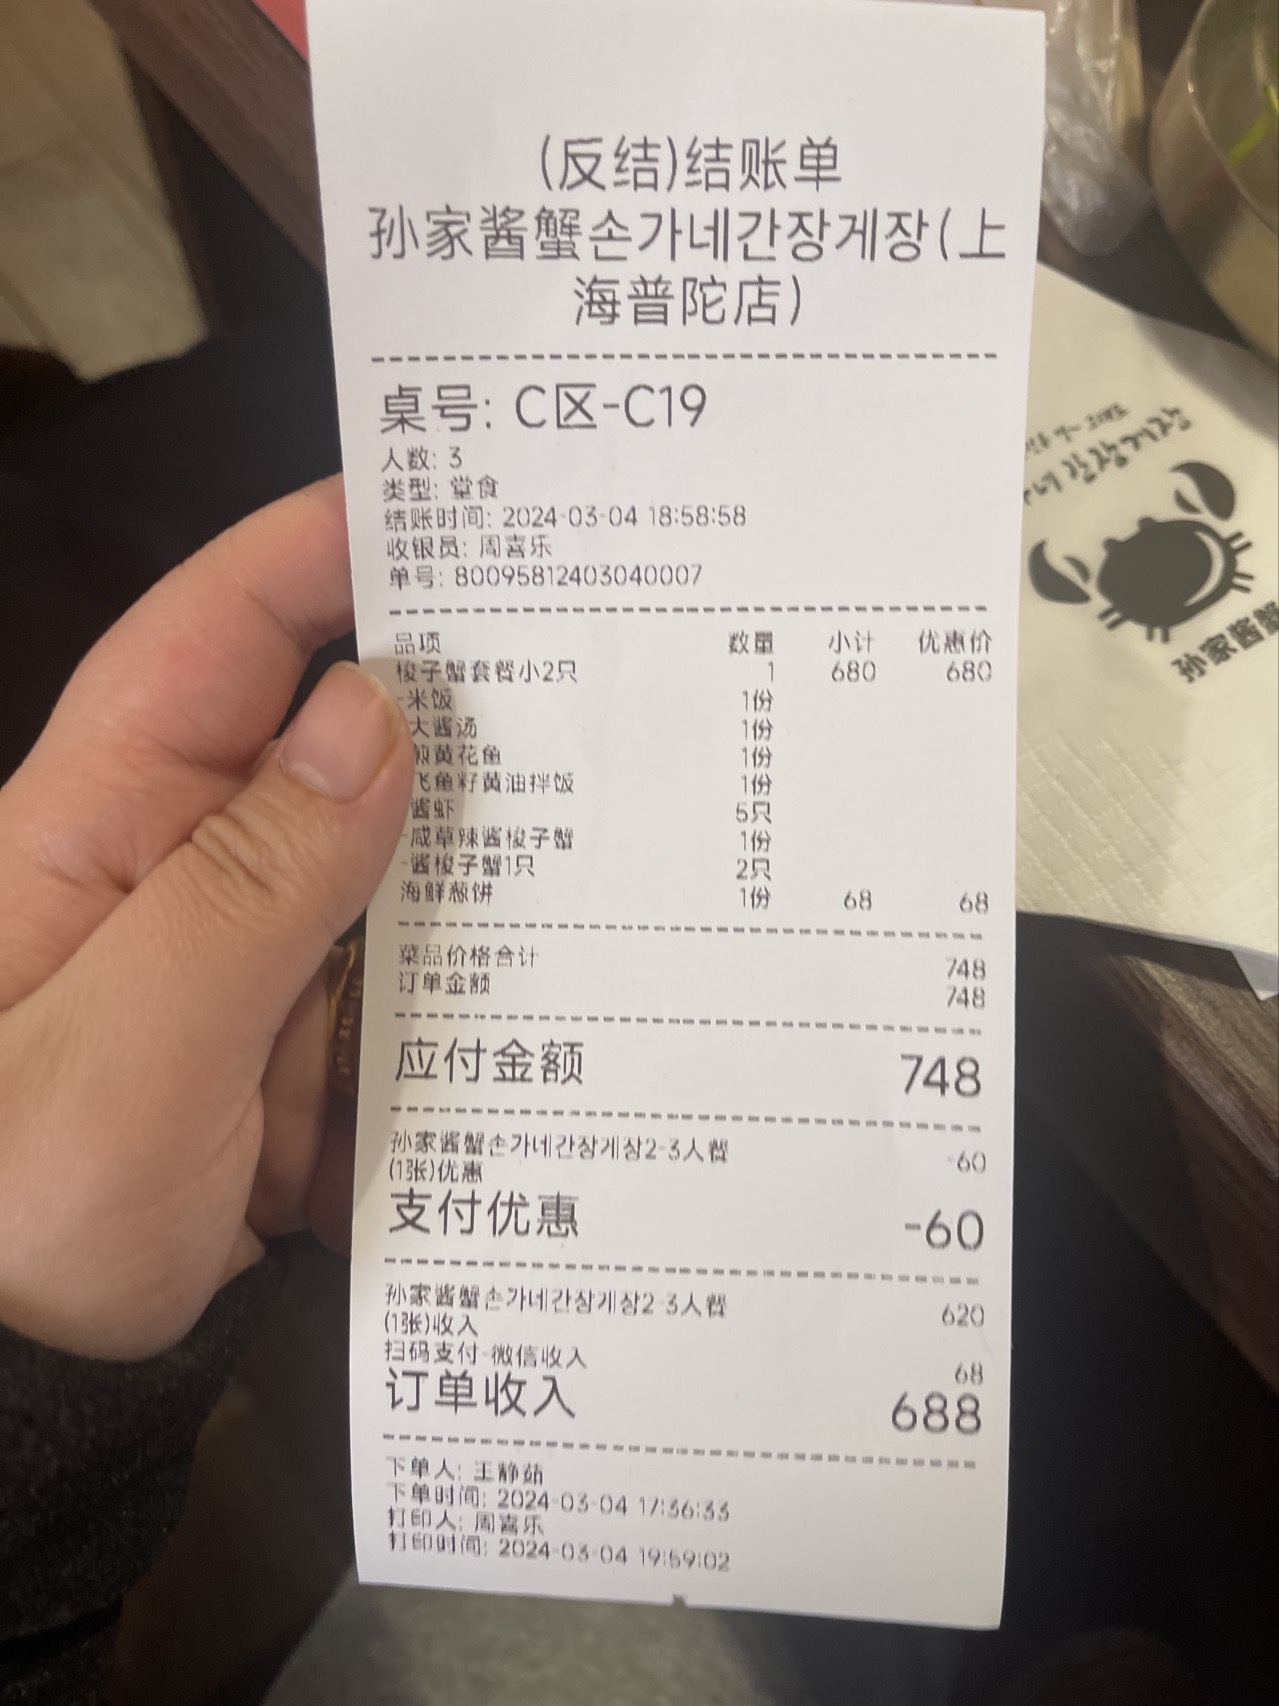 (反结)结账单
孙家酱蟹손가네간장게장(上
海普陀店)
桌号: C区-C19
人数: 3
类型: 堂食
结账时间: 2024-03-04 18:58:58
收银员: 周喜乐
单号: 80095812403040007
品项 数量 小计 优惠价
梭子蟹套餐小2只 1 680 680
-米饭 1份
大酱汤 1份
煎黄花鱼 1份
飞鱼籽黄油拌饭 1份
酱虾 5只
-咸草辣酱梭子蟹 1份
-酱梭子蟹1只 2只
海鲜葱饼 1份 68 68
菜品价格合计 748
订单金额 748
应付金额 748
孙家酱蟹손가네간장게장2-3人餐 -60
(1张)优惠
支付优惠 -60
孙家酱蟹손가네간장게장2-3人餐 620
(1张)收入
扫码支付-微信收入 68
订单收入 688
下单人: 王静茹
下单时间: 2024-03-04 17:36:33
打印人: 周喜乐
打印时间: 2024-03-04 19:59:02
네 간장게장
孙家酱蟹